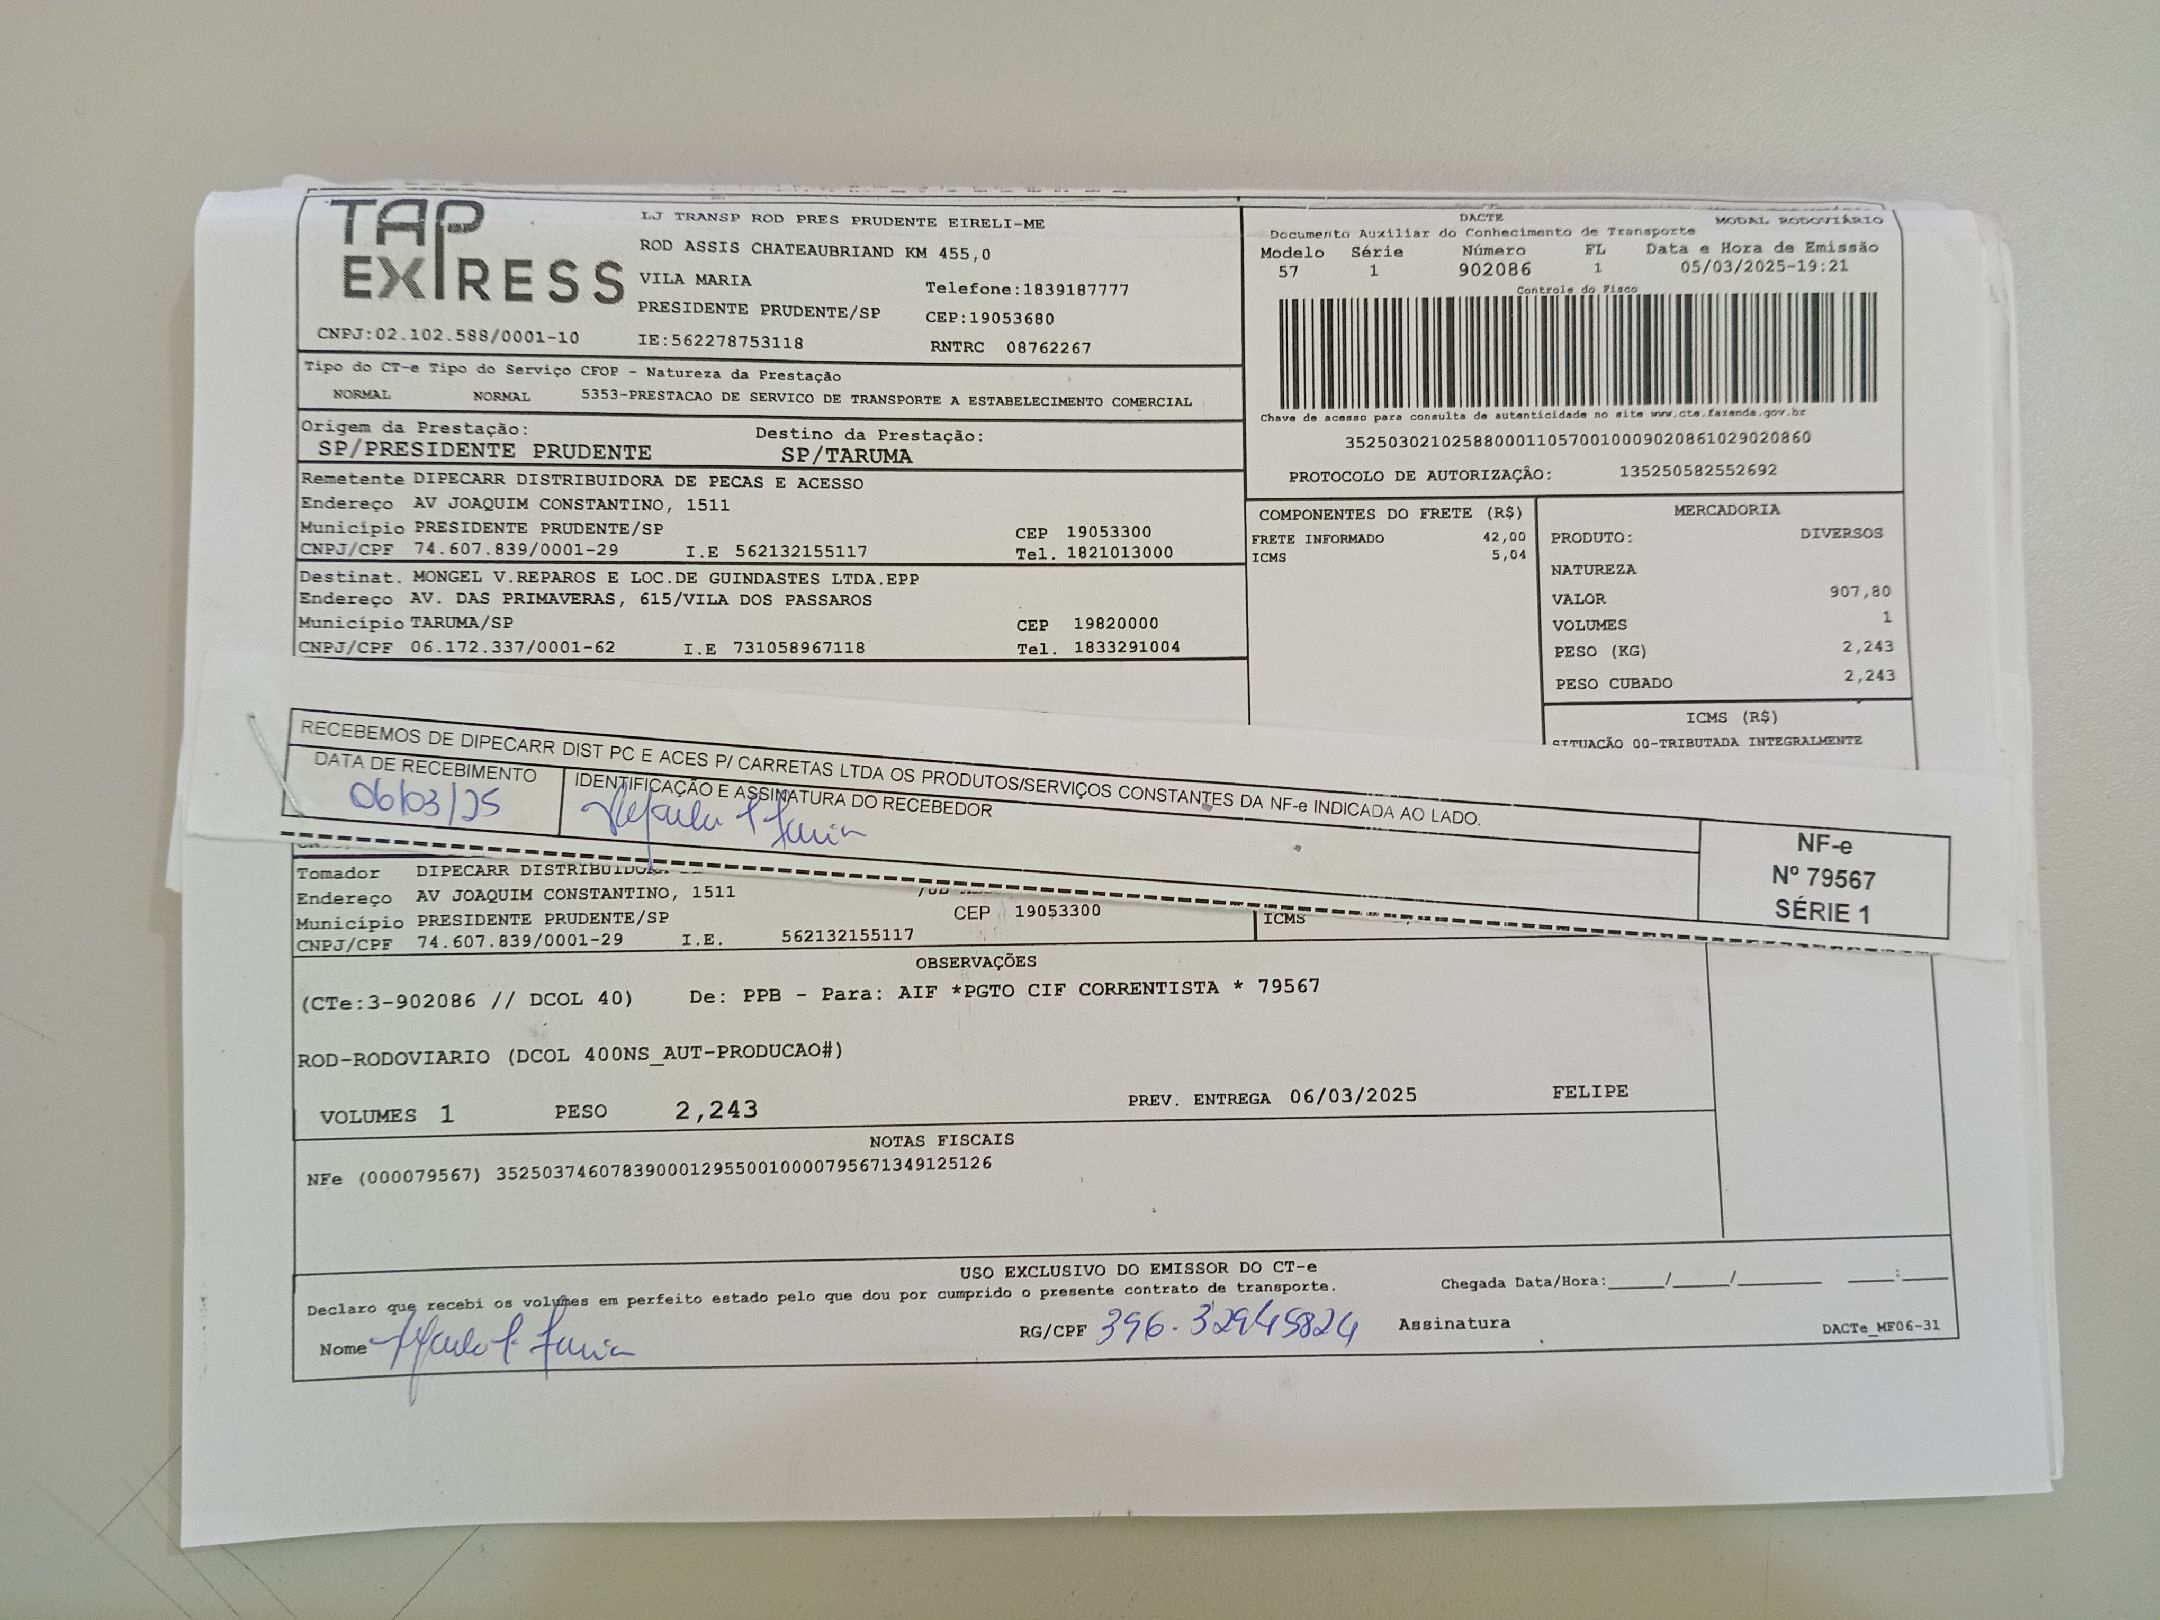 TAP EXPRESS
LJ TRANSP ROD PRES PRUDENTE EIRELI-ME
ROD ASSIS CHATEAUBRIAND KM 455,0
VILA MARIA Telefone:1839187777
PRESIDENTE PRUDENTE/SP CEP:19053680
CNPJ:02.102.588/0001-10 IE:562278753118 RNTRC 08762267
DACTE MODAL RODOVIÁRIO
Documento Auxiliar do Conhecimento de Transporte
Modelo Série Número FL Data e Hora de Emissão
57 1 902086 1 05/03/2025-19:21
Controle do Fisco
Chave de acesso para consulta de autenticidade no site www.cte.fazenda.gov.br
35250302102588000110570010009020861029020860
PROTOCOLO DE AUTORIZAÇÃO: 135250582552692
Tipo do CT-e Tipo do Serviço CFOP - Natureza da Prestação
NORMAL NORMAL 5353-PRESTACAO DE SERVICO DE TRANSPORTE A ESTABELECIMENTO COMERCIAL
Origem da Prestação: Destino da Prestação:
SP/PRESIDENTE PRUDENTE SP/TARUMA
Remetente DIPECARR DISTRIBUIDORA DE PECAS E ACESSO
Endereço AV JOAQUIM CONSTANTINO, 1511
Município PRESIDENTE PRUDENTE/SP CEP 19053300
CNPJ/CPF 74.607.839/0001-29 I.E 562132155117 Tel. 1821013000
Destinat. MONGEL V.REPAROS E LOC.DE GUINDASTES LTDA.EPP
Endereço AV. DAS PRIMAVERAS, 615/VILA DOS PASSAROS
Município TARUMA/SP CEP 19820000
CNPJ/CPF 06.172.337/0001-62 I.E 731058967118 Tel. 1833291004
COMPONENTES DO FRETE (R$)
FRETE INFORMADO 42,00
ICMS 5,04
MERCADORIA
PRODUTO: DIVERSOS
NATUREZA
VALOR 907,80
VOLUMES 1
PESO (KG) 2,243
PESO CUBADO 2,243
ICMS (R$)
SITUACÃO 00-TRIBUTADA INTEGRALMENTE
RECEBEMOS DE DIPECARR DIST PC E ACES P/ CARRETAS LTDA OS PRODUTOS/SERVIÇOS CONSTANTES DA NF-e INDICADA AO LADO.
DATA DE RECEBIMENTO IDENTIFICAÇÃO E ASSINATURA DO RECEBEDOR
06/03/25
NF-e
Nº 79567
SÉRIE 1
Tomador DIPECARR DISTRIBUIDORA
Endereço AV JOAQUIM CONSTANTINO, 1511
Município PRESIDENTE PRUDENTE/SP CEP 19053300
CNPJ/CPF 74.607.839/0001-29 I.E. 562132155117
ICMS
OBSERVAÇÕES
(CTe:3-902086 // DCOL 40) De: PPB - Para: AIF *PGTO CIF CORRENTISTA * 79567
ROD-RODOVIARIO (DCOL 400NS_AUT-PRODUCAO#)
VOLUMES 1 PESO 2,243 PREV. ENTREGA 06/03/2025 FELIPE
NOTAS FISCAIS
NFe (000079567) 35250374607839000129550010000795671349125126
USO EXCLUSIVO DO EMISSOR DO CT-e
Declaro que recebi os volumes em perfeito estado pelo que dou por cumprido o presente contrato de transporte. Chegada Data/Hora:____/____/______ ___:___
Nome RG/CPF 396.32945824 Assinatura
DACTe_MF06-31